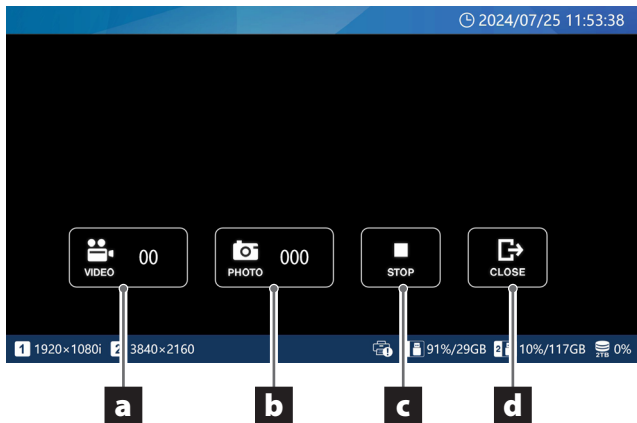 2024/07/25 11:53:38
VIDEO 00
PHOTO 000
STOP
CLOSE
1 1920×1080i 2 3840×2160 91%/29GB 2 10%/117GB 2TB 0%
a b c d